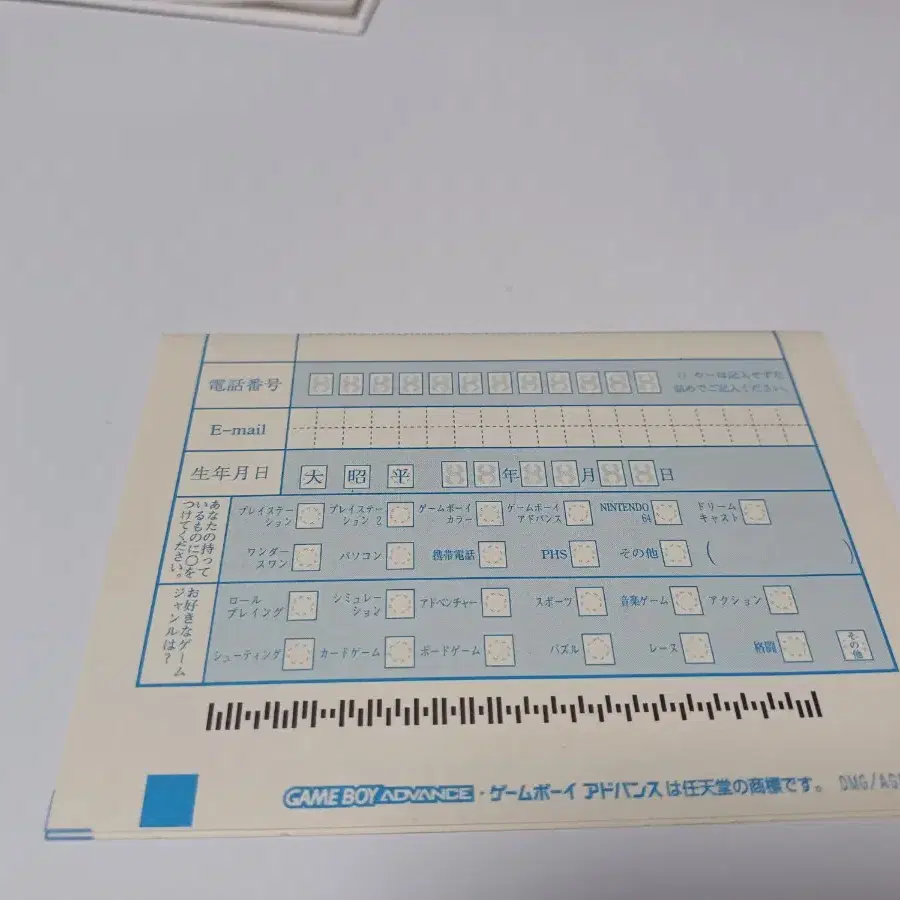 電話番号
詰めてご記入ください。
E-mail
生年月日 大 昭 平 年 月 日
あなたの持って
いるものに○を
つけてください。
プレイステーション プレイステーション 2 ゲームボーイカラー ゲームボーイアドバンス NINTENDO 64 ドリームキャスト
ワンダースワン パソコン 携帯電話 PHS その他 ( )
お好きなゲーム
ジャンルは?
ロールプレイング シミュレーション アドベンチャー スポーツ 音楽ゲーム アクション
シューティング カードゲーム ボードゲーム パズル レース 格闘 その他
GAME BOY ADVANCE・ゲームボーイ アドバンスは任天堂の商標です。 DMG/AG